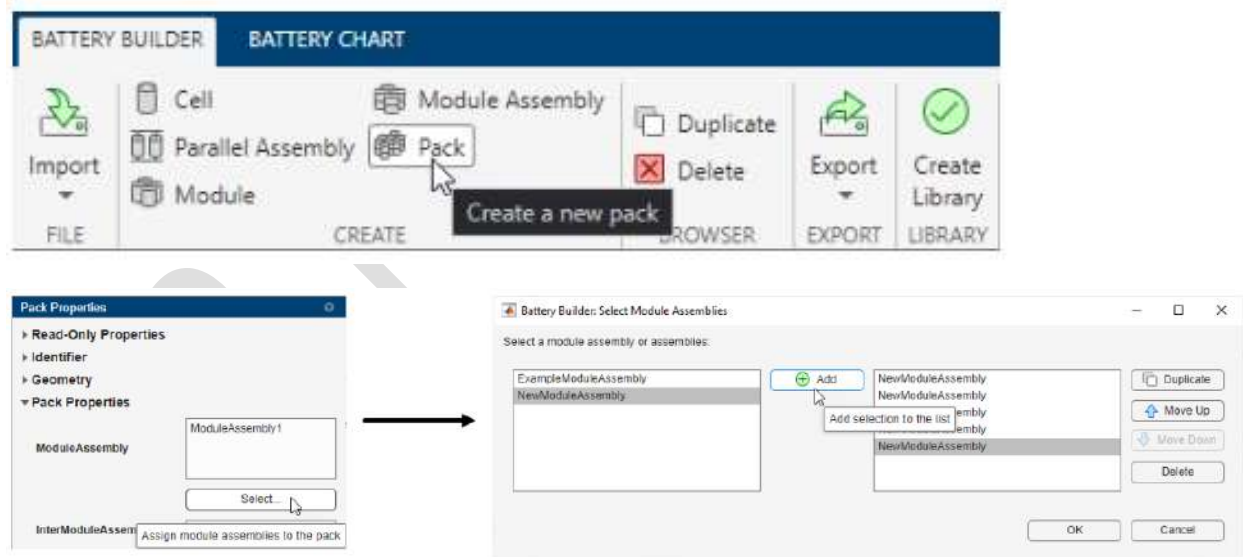 BATTERY BUILDER BATTERY CHART
Import
Cell
Parallel Assembly
Module
Module Assembly
Pack
Create a new pack
Duplicate
Delete
Export
Create
Library
FILE CREATE BROWSER EXPORT LIBRARY
Pack Properties
Read-Only Properties
Identifier
Geometry
Pack Properties
ModuleAssembly
ModuleAssembly1
Select...
InterModuleAssem
Assign module assemblies to the pack
Battery Builder: Select Module Assemblies
Select a module assembly or assemblies:
ExampleModuleAssembly
NewModuleAssembly
Add
Add selection to the list
NewModuleAssembly
NewModuleAssembly
embly
NewModuleAssembly
NewModuleAssembly
Duplicate
Move Up
Move Down
Delete
OK Cancel